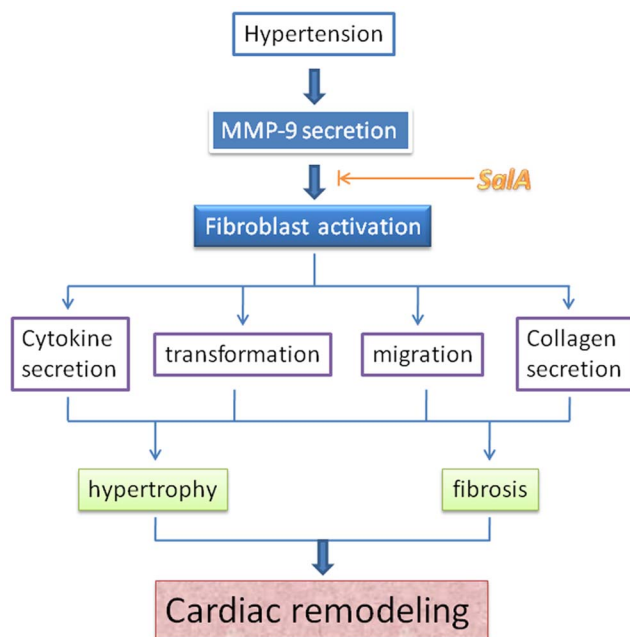 Hypertension
MMP-9 secretion
SalA
Fibroblast activation
Cytokine
secretion
transformation
migration
Collagen
secretion
hypertrophy
fibrosis
Cardiac remodeling